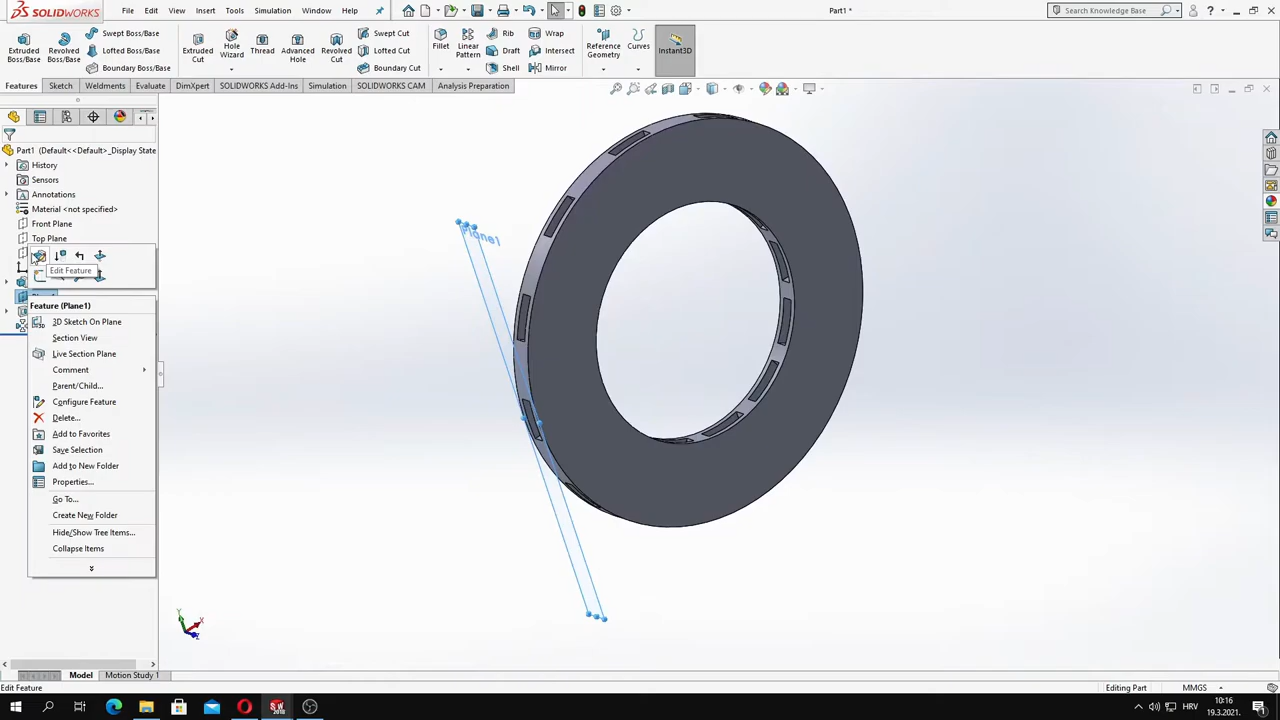 SOLIDWORKS
File
Edit
View
Insert
Tools
Simulation
Window
Help
Part1 *
Search Knowledge Base
Extruded Boss/Base
Revolved Boss/Base
Swept Boss/Base
Lofted Boss/Base
Boundary Boss/Base
Extruded Cut
Hole Wizard
Thread
Advanced Hole
Revolved Cut
Swept Cut
Lofted Cut
Boundary Cut
Fillet
Linear Pattern
Rib
Draft
Shell
Wrap
Intersect
Mirror
Reference Geometry
Curves
Instant3D
Features
Sketch
Weldments
Evaluate
DimXpert
SOLIDWORKS Add-Ins
Simulation
SOLIDWORKS CAM
Analysis Preparation
Part1 (Default<<Default>_Display State
History
Sensors
Annotations
Material <not specified>
Front Plane
Top Plane
Edit Feature
Feature (Plane1)
3D Sketch On Plane
Section View
Live Section Plane
Comment
Parent/Child...
Configure Feature
Delete...
Add to Favorites
Save Selection
Add to New Folder
Properties...
Go To...
Create New Folder
Hide/Show Tree Items...
Collapse Items
Plane1
Y
X
Z
Model
Motion Study 1
Edit Feature
Editing Part
MMGS
HRV
10:16
19.3.2021.